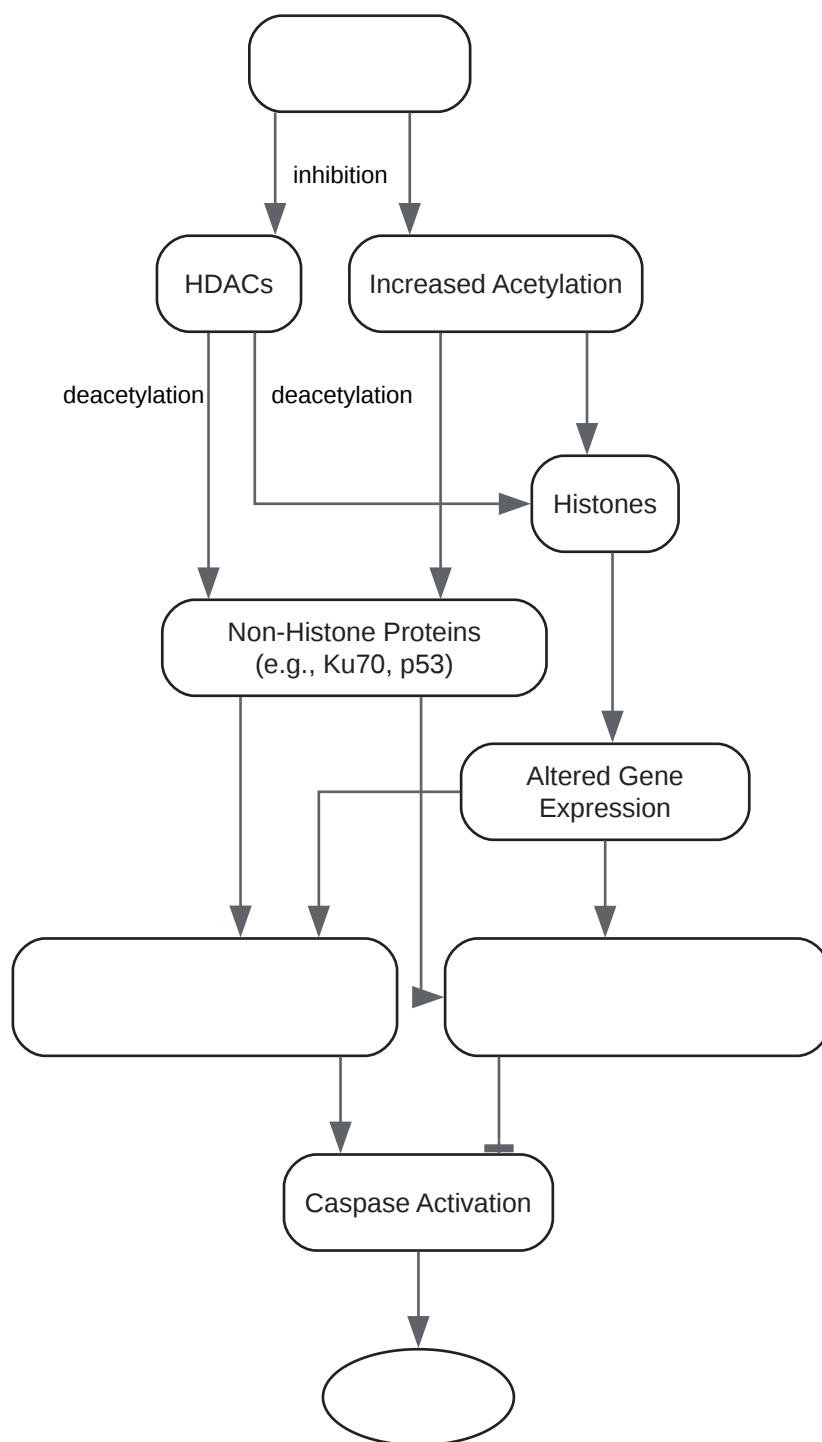 inhibition
HDACs
Increased Acetylation
deacetylation
deacetylation
Histones
Non-Histone Proteins
(e.g., Ku70, p53)
Altered Gene
Expression
Caspase Activation